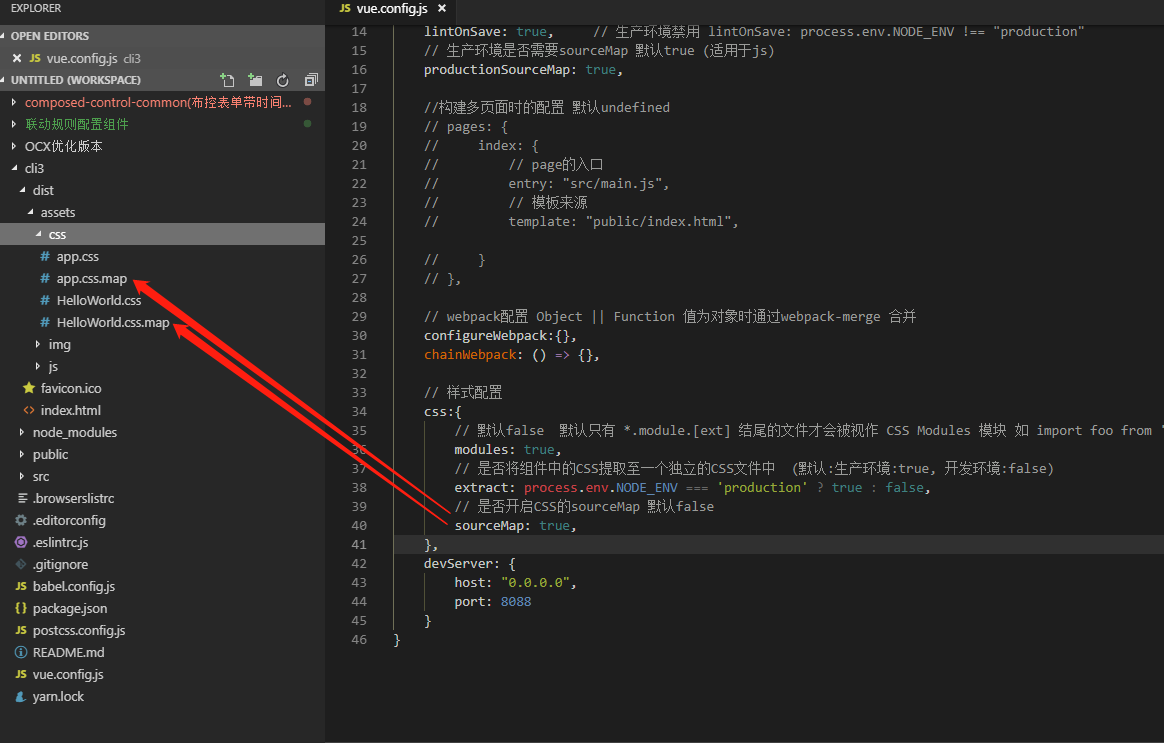 EXPLORER
OPEN EDITORS
JS vue.config.js cli3
UNTITLED (WORKSPACE)
composed-control-common(布控表单带时间...
联动规则配置组件
OCX优化版本
cli3
dist
assets
css
# app.css
# app.css.map
# HelloWorld.css
# HelloWorld.css.map
img
js
favicon.ico
<> index.html
node_modules
public
src
.browserslistrc
.editorconfig
.eslintrc.js
.gitignore
JS babel.config.js
{} package.json
JS postcss.config.js
README.md
JS vue.config.js
yarn.lock
JS vue.config.js ×
14 lintOnSave: true, // 生产环境禁用 lintOnSave: process.env.NODE_ENV !== "production"
15 // 生产环境是否需要sourceMap 默认true (适用于js)
16 productionSourceMap: true,
17
18 //构建多页面时的配置 默认undefined
19 // pages: {
20 // index: {
21 // // page的入口
22 // entry: "src/main.js",
23 // // 模板来源
24 // template: "public/index.html",
25
26 // }
27 // },
28
29 // webpack配置 Object || Function 值为对象时通过webpack-merge 合并
30 configureWebpack:{},
31 chainWebpack: () => {},
32
33 // 样式配置
34 css:{
35 // 默认false 默认只有 *.module.[ext] 结尾的文件才会被视作 CSS Modules 模块 如 import foo from
36 modules: true,
37 // 是否将组件中的CSS提取至一个独立的CSS文件中 (默认:生产环境:true, 开发环境:false)
38 extract: process.env.NODE_ENV === 'production' ? true : false,
39 // 是否开启CSS的sourceMap 默认false
40 sourceMap: true,
41 },
42 devServer: {
43 host: "0.0.0.0",
44 port: 8088
45 }
46 }